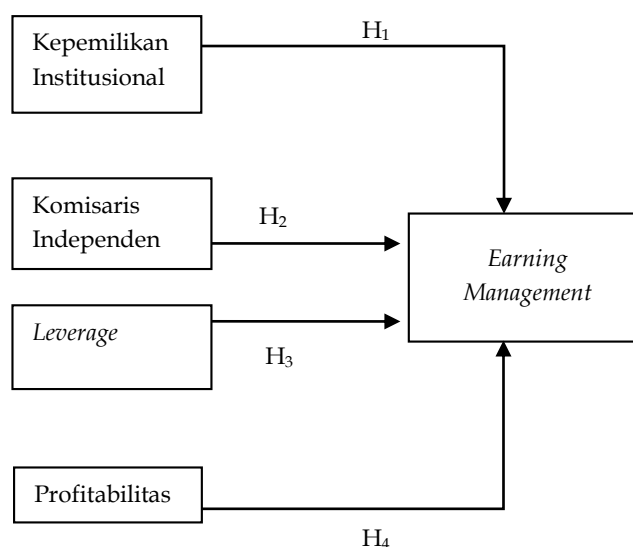 Kepemilikan
Institusional
H₁
Komisaris
Independen
H₂
Earning
Management
Leverage
H₃
Profitabilitas
H₄